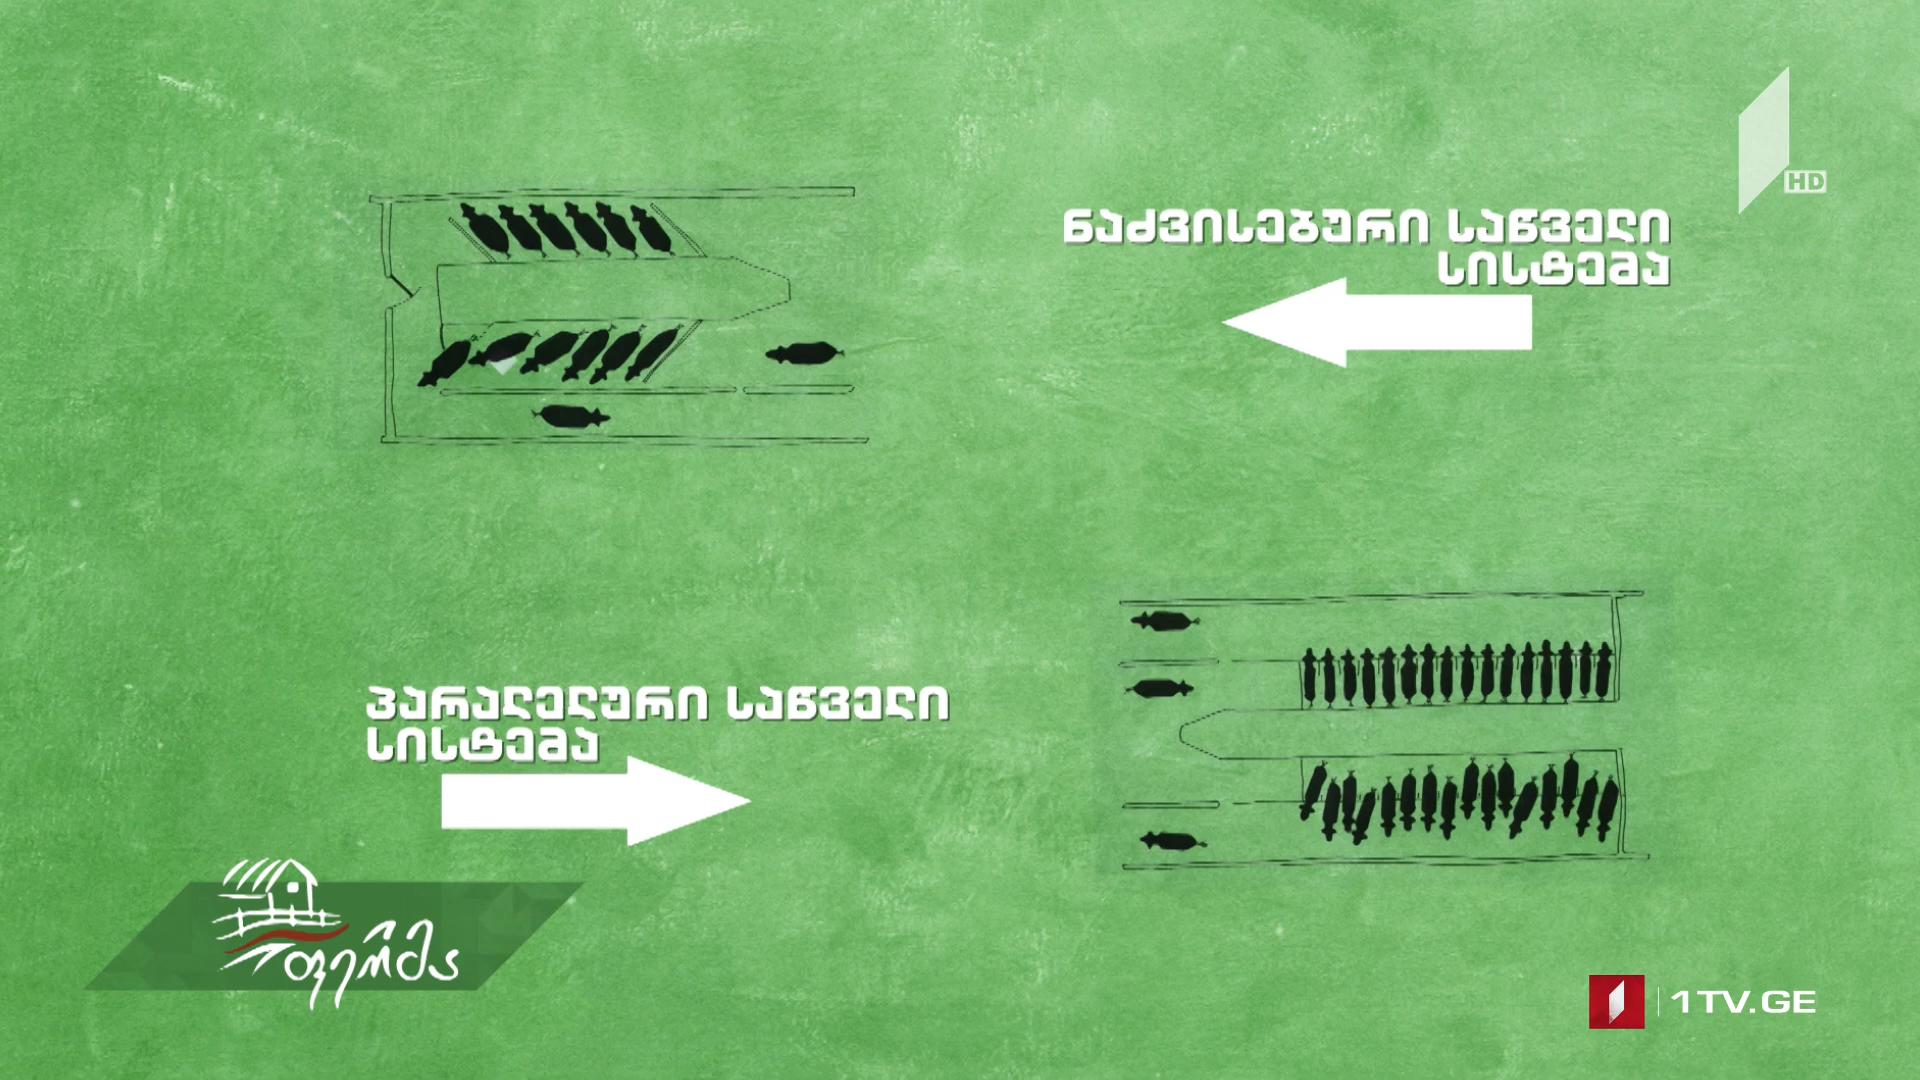 HD
ნაძვისებური საწველი
სისტემა
პარალელური საწველი
სისტემა
ფერმა
1TV.GE